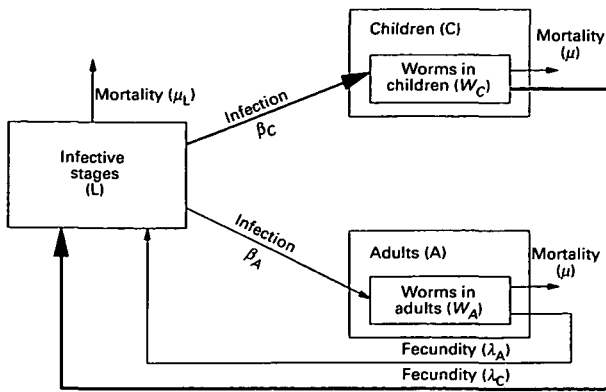 Children (C)
Mortality
(μ)
Worms in
children (W_C)
Mortality (μ_L)
Infection
β_C
Infective
stages
(L)
Infection
β_A
Adults (A)
Mortality
(μ)
Worms in
adults (W_A)
Fecundity (λ_A)
Fecundity (λ_C)